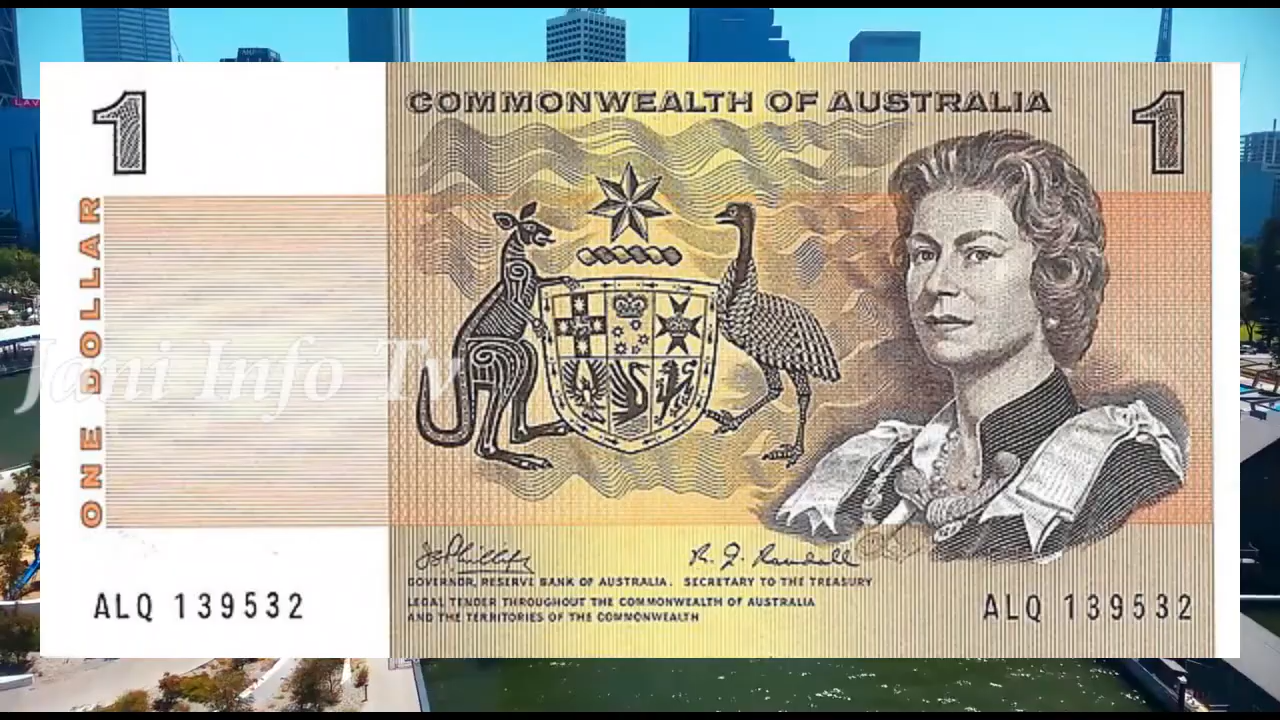 COMMONWEALTH OF AUSTRALIA
1
1
ONE DOLLAR
Jani Info Tv
GOVERNOR, RESERVE BANK OF AUSTRALIA. SECRETARY TO THE TREASURY
LEGAL TENDER THROUGHOUT THE COMMONWEALTH OF AUSTRALIA
AND THE TERRITORIES OF THE COMMONWEALTH
ALQ 139532
ALQ 139532